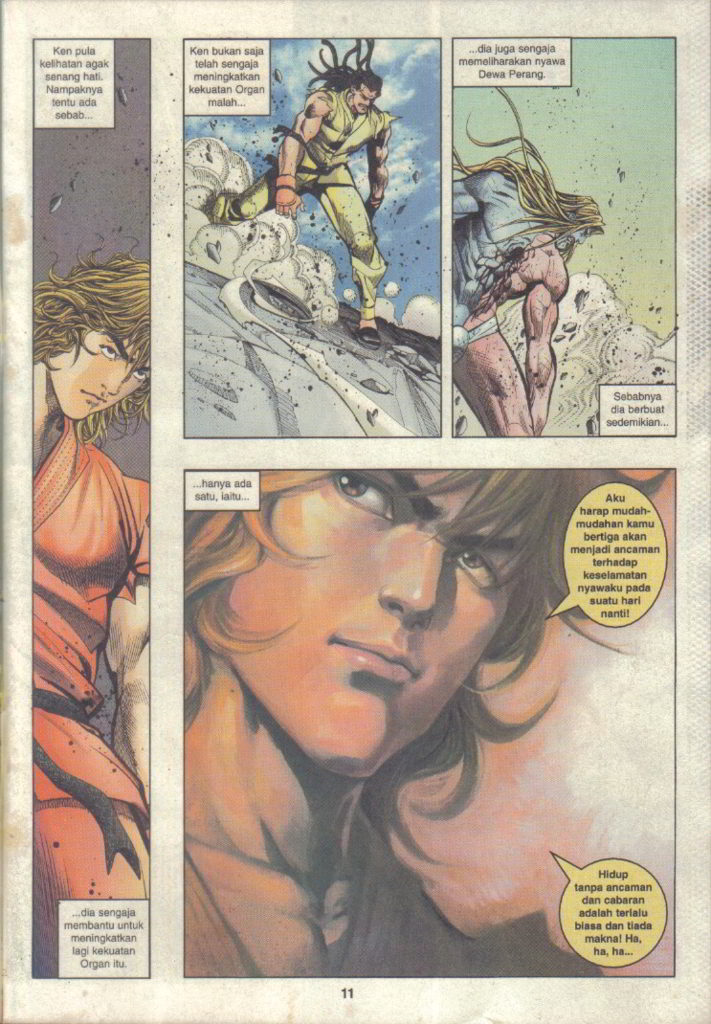 Ken pula
kelihatan agak
senang hati.
Nampaknya
tentu ada
sebab...
...dia sengaja
membantu untuk
meningkatkan
lagi kekuatan
Organ itu.
Ken bukan saja
telah sengaja
meningkatkan
kekuatan Organ
malah...
...dia juga sengaja
memeliharakan nyawa
Dewa Perang.
Sebabnya
dia berbuat
sedemikian...
...hanya ada
satu, iaitu...
Aku
harap mudah-
mudahan kamu
bertiga akan
menjadi ancaman
terhadap
keselamatan
nyawaku pada
suatu hari
nanti!
Hidup
tanpa ancaman
dan cabaran
adalah terlalu
biasa dan tiada
makna! Ha,
ha, ha...
11